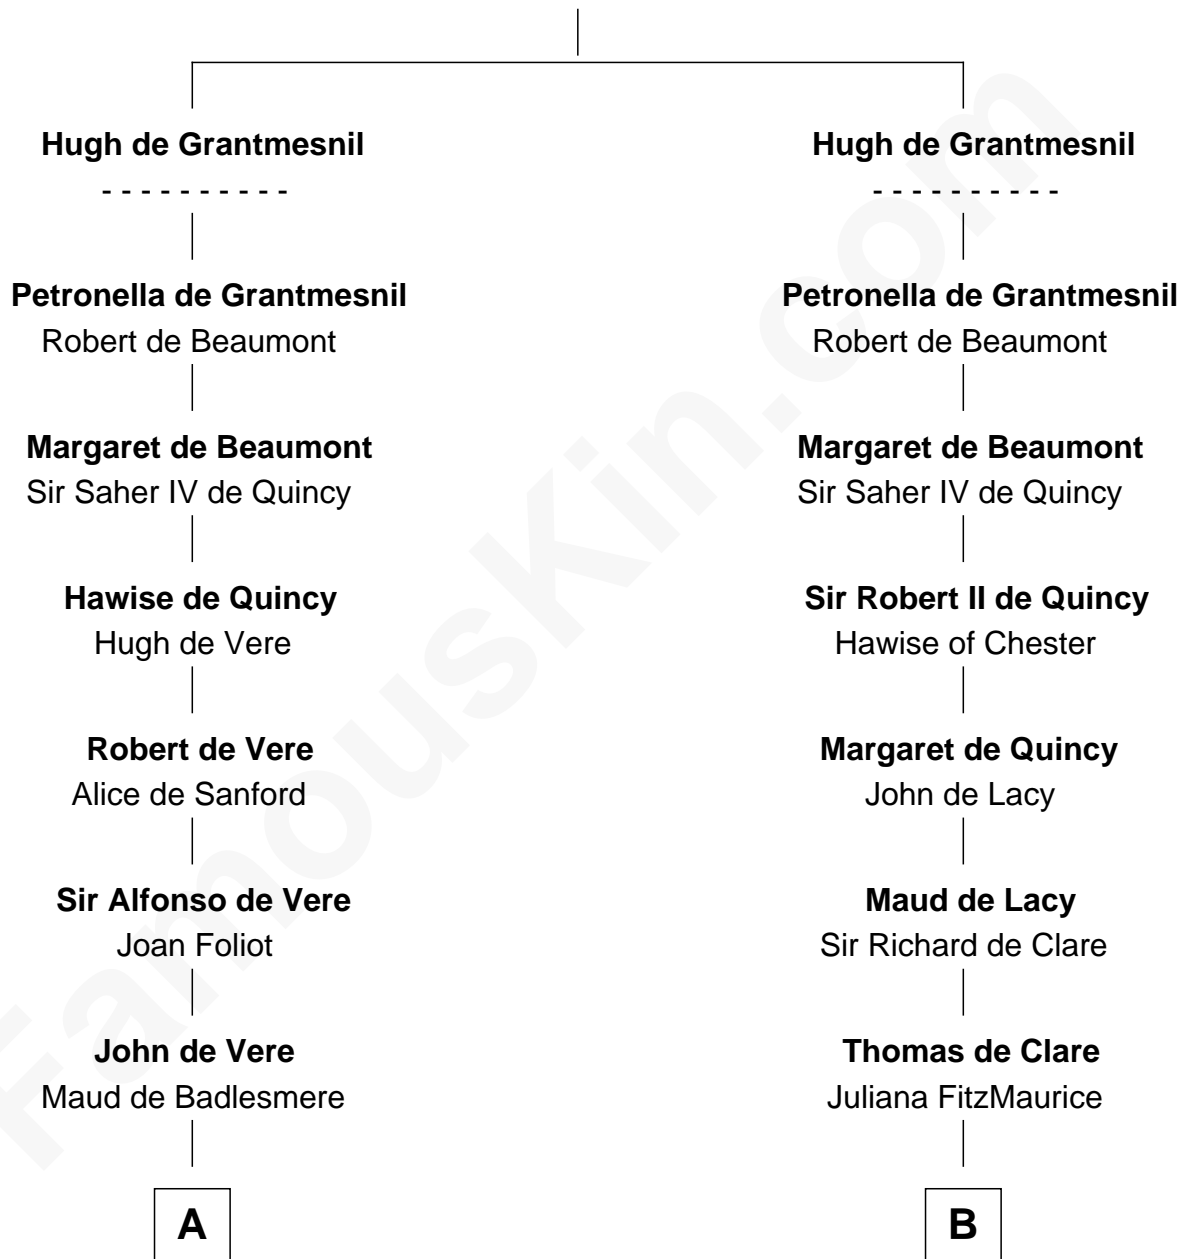 Hugh de Grantmesnil
- - - - - - - - - -
Petronella de Grantmesnil
Robert de Beaumont
Margaret de Beaumont
Sir Saher IV de Quincy
Hawise de Quincy
Hugh de Vere
Robert de Vere
Alice de Sanford
Sir Alfonso de Vere
Joan Foliot
John de Vere
Maud de Badlesmere
A
Hugh de Grantmesnil
- - - - - - - - - -
Petronella de Grantmesnil
Robert de Beaumont
Margaret de Beaumont
Sir Saher IV de Quincy
Sir Robert II de Quincy
Hawise of Chester
Margaret de Quincy
John de Lacy
Maud de Lacy
Sir Richard de Clare
Thomas de Clare
Juliana FitzMaurice
B
FamousKin.com